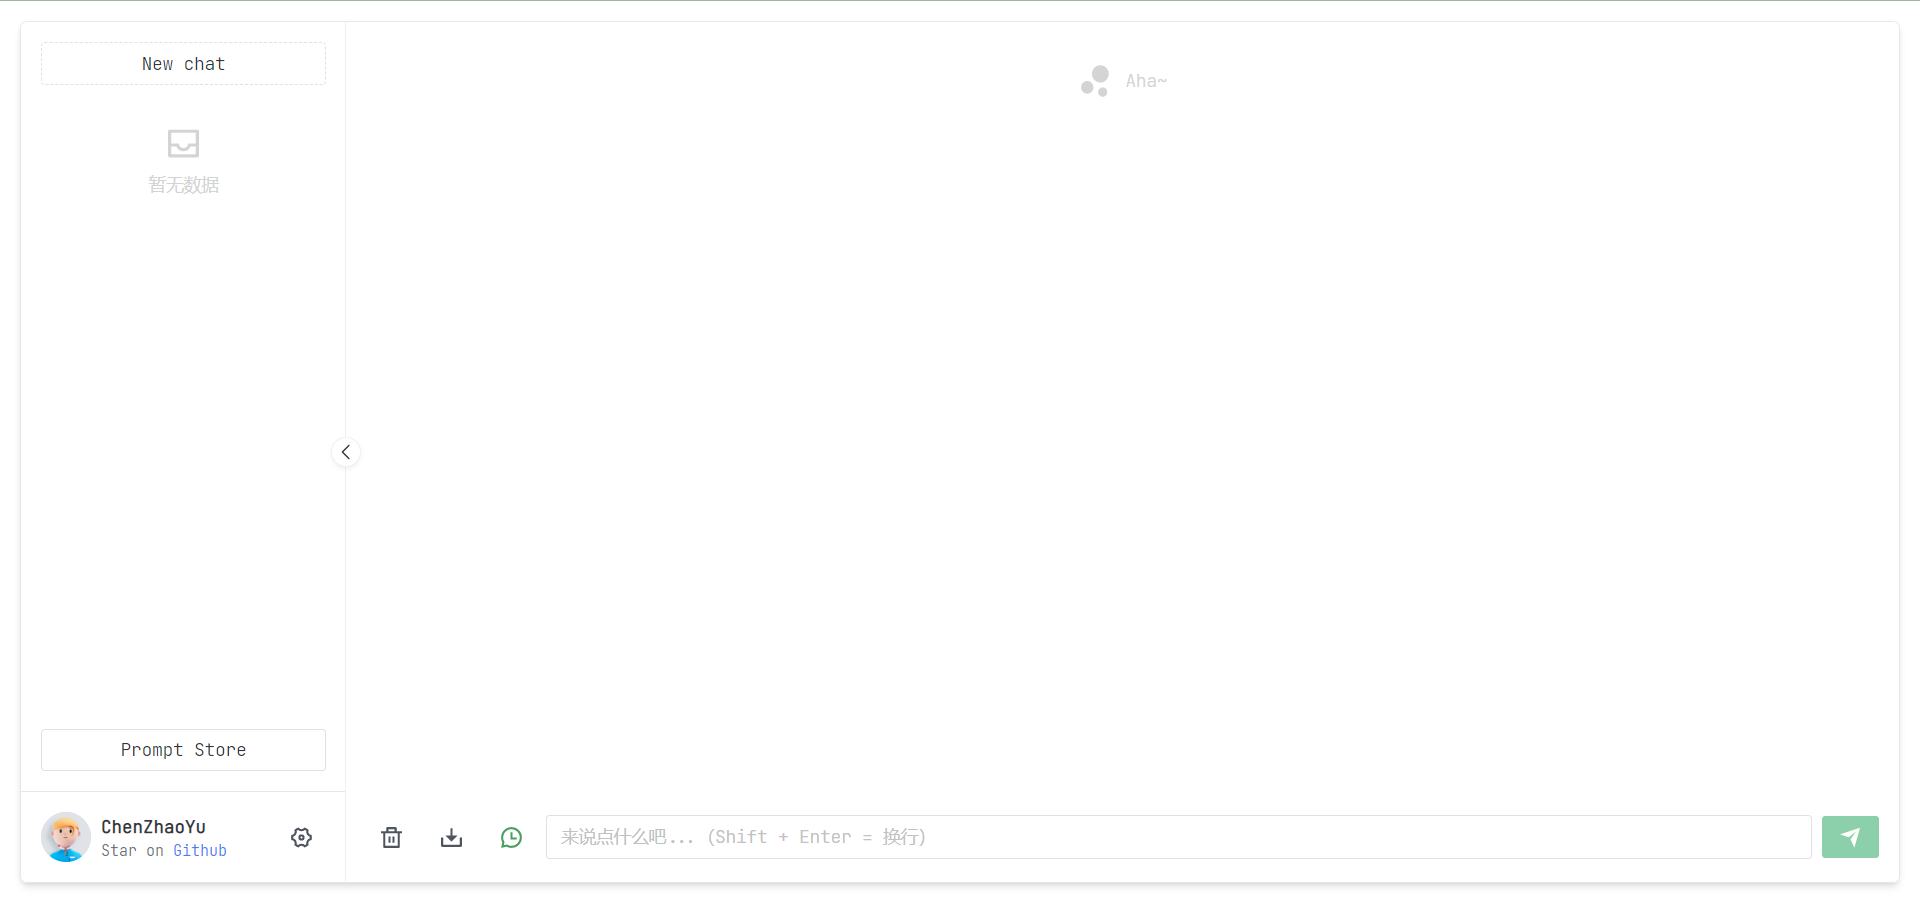 New chat
暂无数据
Aha~
Prompt Store
ChenZhaoYu
Star on Github
来说点什么吧... (Shift + Enter = 换行)